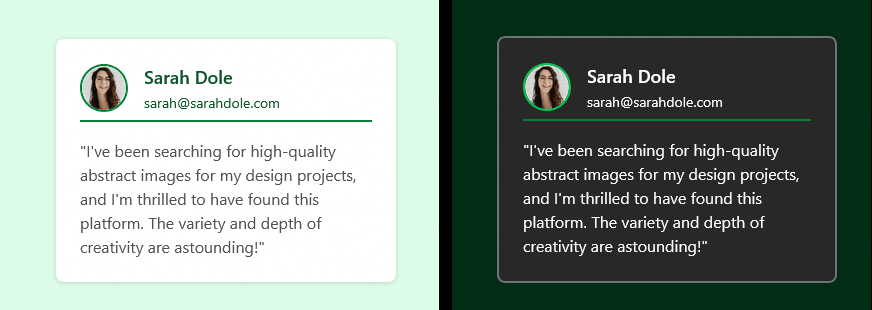 Sarah Dole
sarah@sarahdole.com
"I've been searching for high-quality
abstract images for my design projects,
and I'm thrilled to have found this
platform. The variety and depth of
creativity are astounding!"
Sarah Dole
sarah@sarahdole.com
"I've been searching for high-quality
abstract images for my design projects,
and I'm thrilled to have found this
platform. The variety and depth of
creativity are astounding!"